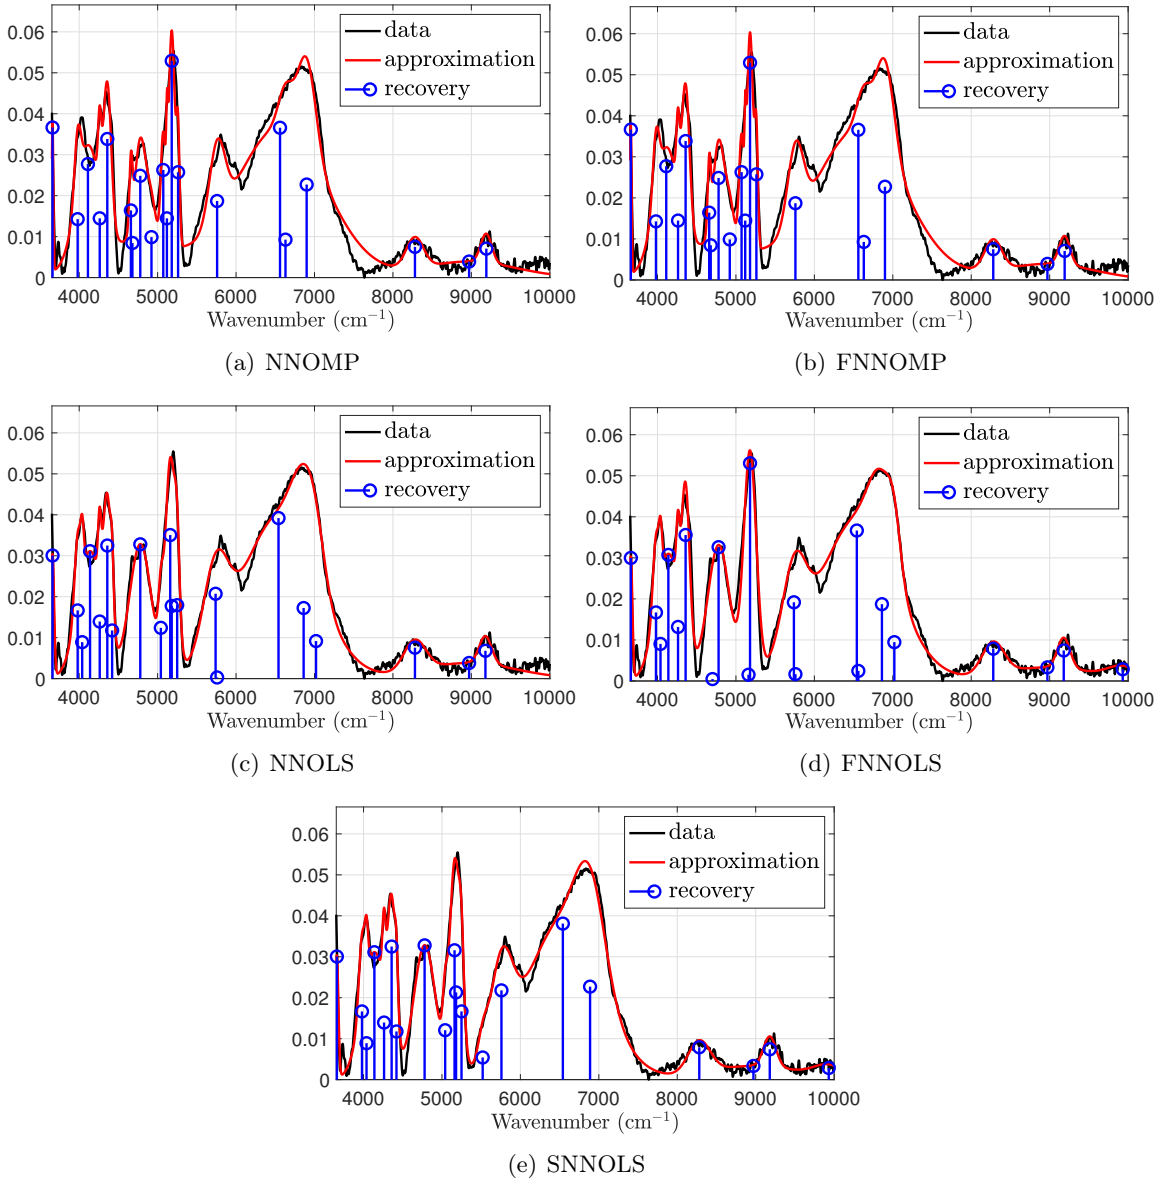 0.06
0.05
0.04
0.03
0.02
0.01
0
4000 5000 6000 7000 8000 9000 10000
Wavenumber (cm⁻¹)
data
approximation
recovery
(a) NNOMP
0.06
0.05
0.04
0.03
0.02
0.01
0
4000 5000 6000 7000 8000 9000 10000
Wavenumber (cm⁻¹)
data
approximation
recovery
(b) FNNOMP
0.06
0.05
0.04
0.03
0.02
0.01
0
4000 5000 6000 7000 8000 9000 10000
Wavenumber (cm⁻¹)
data
approximation
recovery
(c) NNOLS
0.06
0.05
0.04
0.03
0.02
0.01
0
4000 5000 6000 7000 8000 9000 10000
Wavenumber (cm⁻¹)
data
approximation
recovery
(d) FNNOLS
0.06
0.05
0.04
0.03
0.02
0.01
0
4000 5000 6000 7000 8000 9000 10000
Wavenumber (cm⁻¹)
data
approximation
recovery
(e) SNNOLS